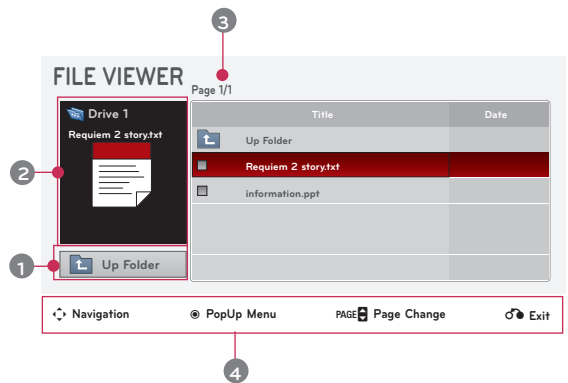 3
FILE VIEWER
Page 1/1
Drive 1
Requiem 2 story.txt
Title Date
Up Folder
Requiem 2 story.txt
information.ppt
2
1
Up Folder
Navigation PopUp Menu PAGE Page Change Exit
4